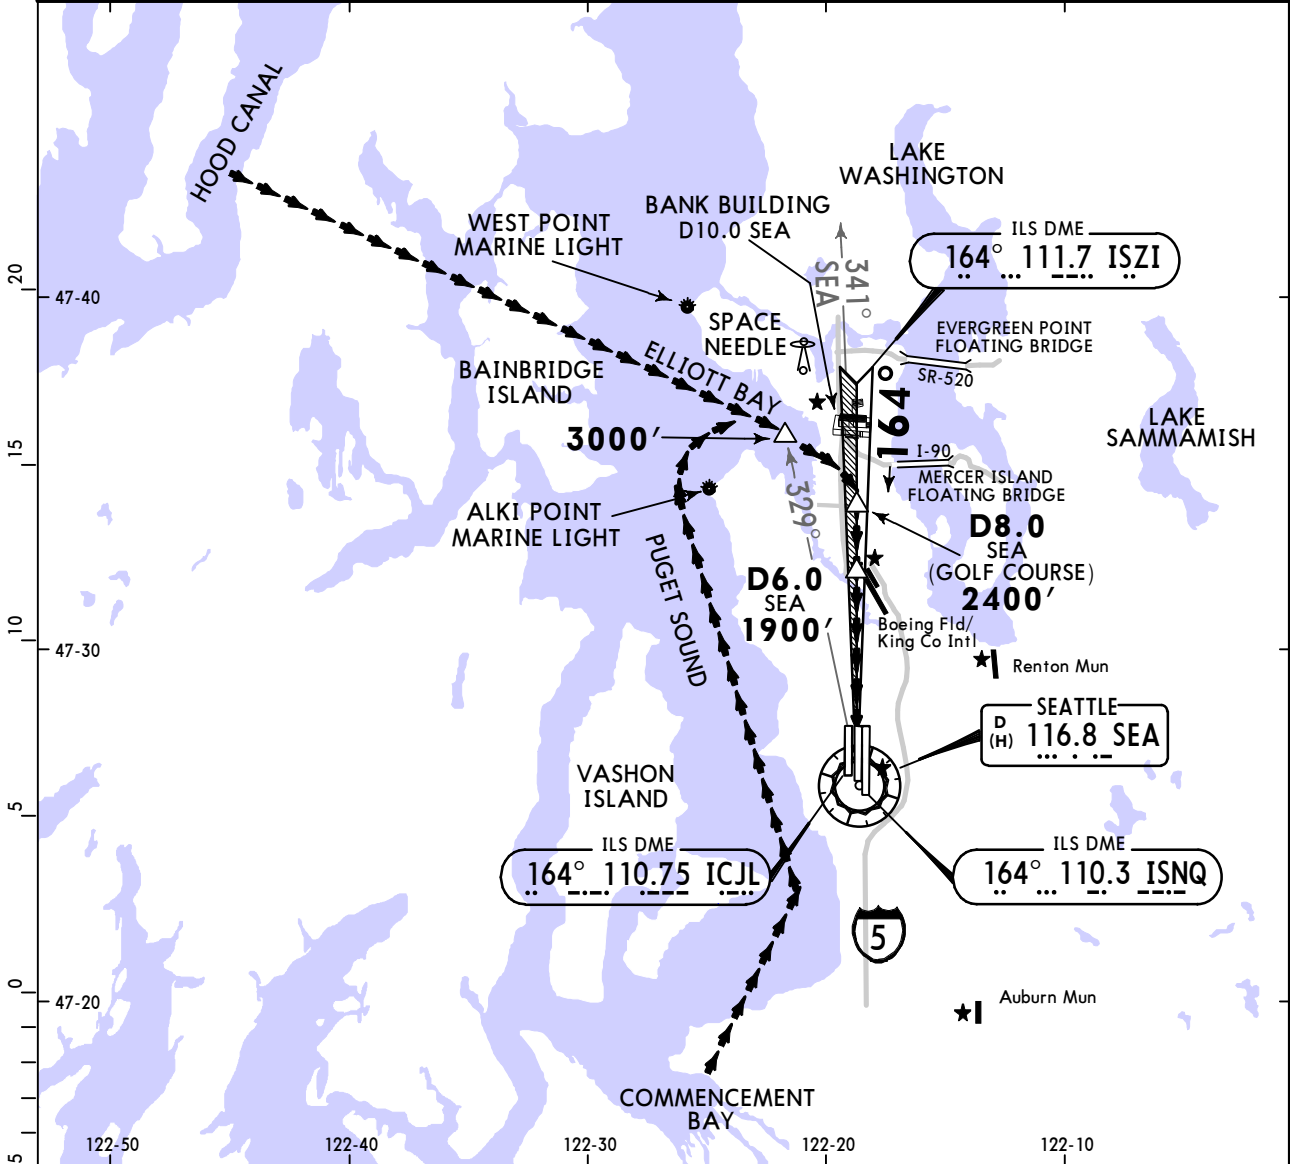 HOOD CANAL
LAKE
WASHINGTON
BANK BUILDING
D10.0 SEA
WEST POINT
MARINE LIGHT
ILS DME
164° 111.7 ISZI
341°
SEA
20
47-40
SPACE
NEEDLE
EVERGREEN POINT
FLOATING BRIDGE
SR-520
ELLIOTT BAY
BAINBRIDGE
ISLAND
164°
LAKE
SAMMAMISH
3000'
15
I-90
MERCER ISLAND
FLOATING BRIDGE
329°
ALKI POINT
MARINE LIGHT
D8.0
SEA
(GOLF COURSE)
2400'
PUGET SOUND
D6.0
SEA
1900'
Boeing Fld/
King Co Intl
10
47-30
Renton Mun
SEATTLE
D
(H) 116.8 SEA
VASHON
ISLAND
5
ILS DME
164° 110.75 ICJL
ILS DME
164° 110.3 ISNQ
5
0
47-20
Auburn Mun
COMMENCEMENT
BAY
5
122-50 122-40 122-30 122-20 122-10